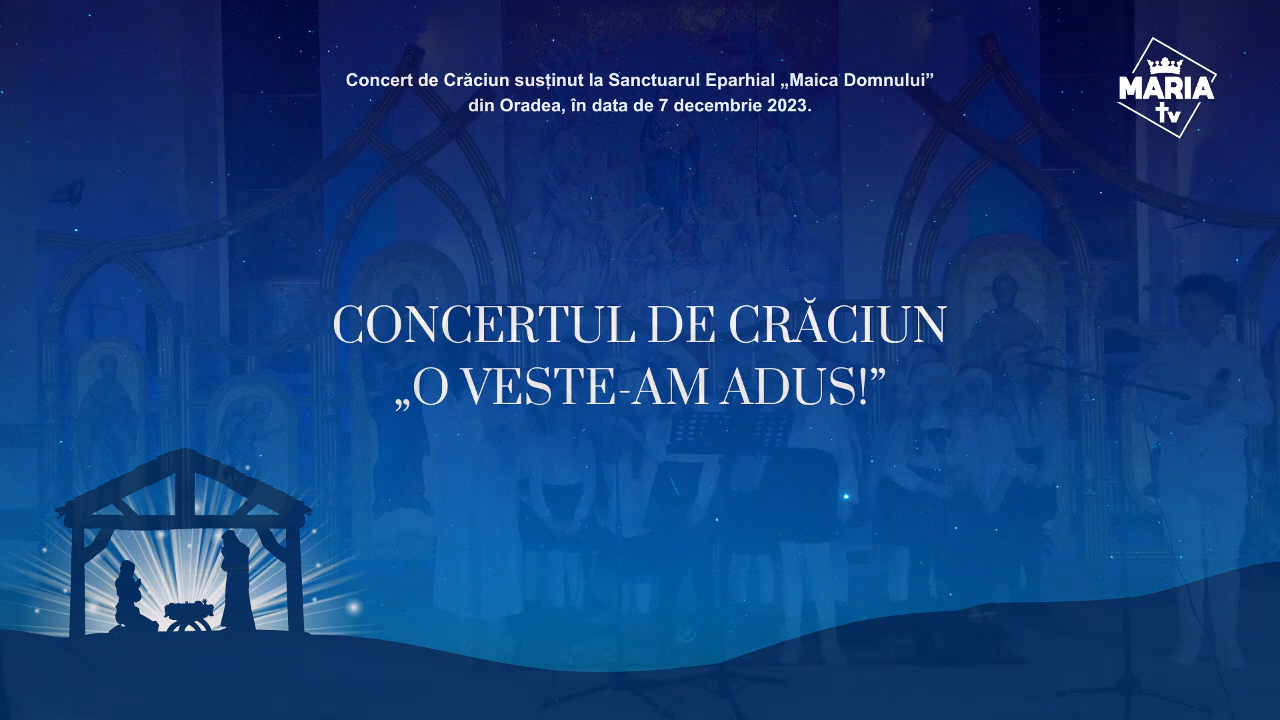 Concert de Crăciun susținut la Sanctuarul Eparhial „Maica Domnului”
din Oradea, în data de 7 decembrie 2023.
MARIA
tv
CONCERTUL DE CRĂCIUN
„O VESTE-AM ADUS!”